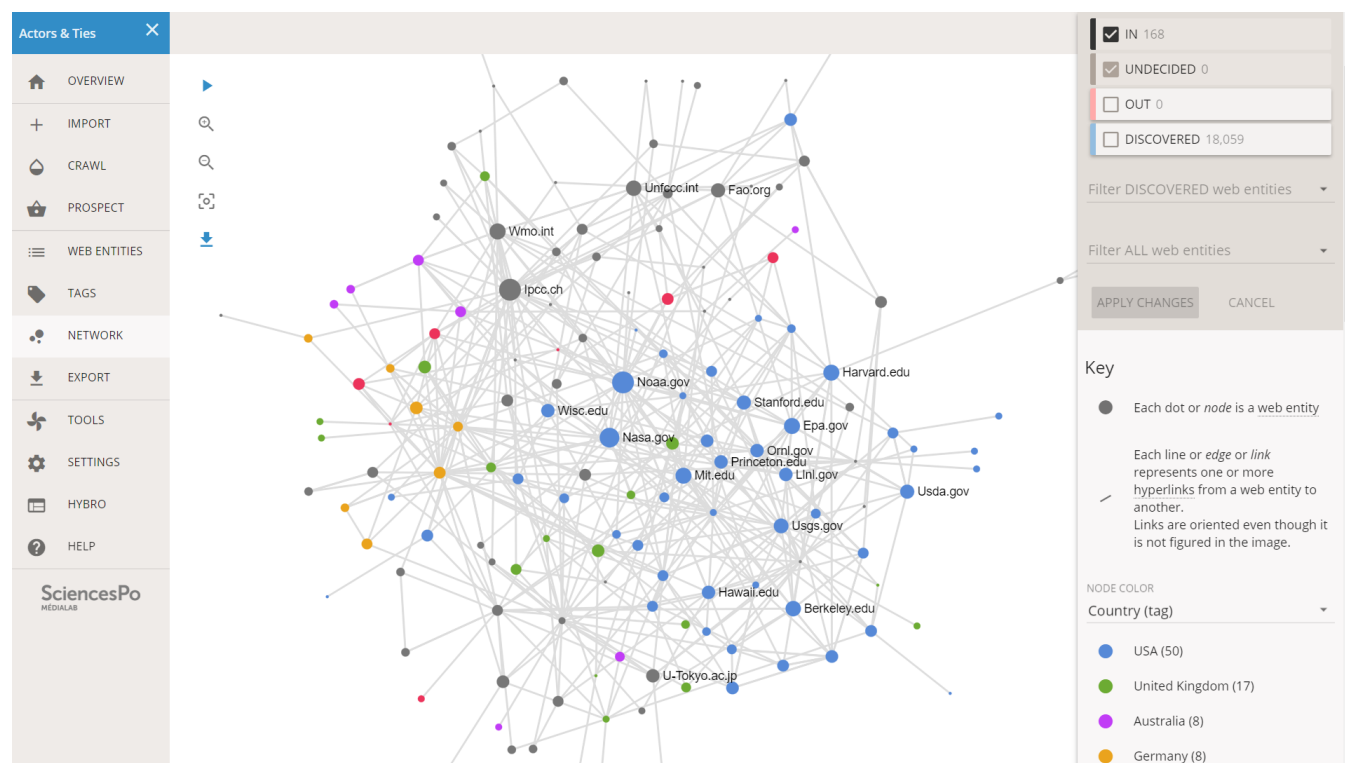 Actors & Ties
OVERVIEW
IMPORT
CRAWL
PROSPECT
WEB ENTITIES
TAGS
NETWORK
EXPORT
TOOLS
SETTINGS
HYBRO
HELP
SciencesPo
MÉDIALAB
Unfccc.int
Fao.org
Wmo.int
Ipcc.ch
Noaa.gov
Harvard.edu
Wisc.edu
Stanford.edu
Epa.gov
Nasa.gov
Ornl.gov
Princeton.edu
Mit.edu
Llnl.gov
Usda.gov
Usgs.gov
Hawaii.edu
Berkeley.edu
U-Tokyo.ac.jp
IN 168
UNDECIDED 0
OUT 0
DISCOVERED 18,059
Filter DISCOVERED web entities
Filter ALL web entities
APPLY CHANGES CANCEL
Key
Each dot or node is a web entity
Each line or edge or link
represents one or more
hyperlinks from a web entity to
another.
Links are oriented even though it
is not figured in the image.
NODE COLOR
Country (tag)
USA (50)
United Kingdom (17)
Australia (8)
Germany (8)